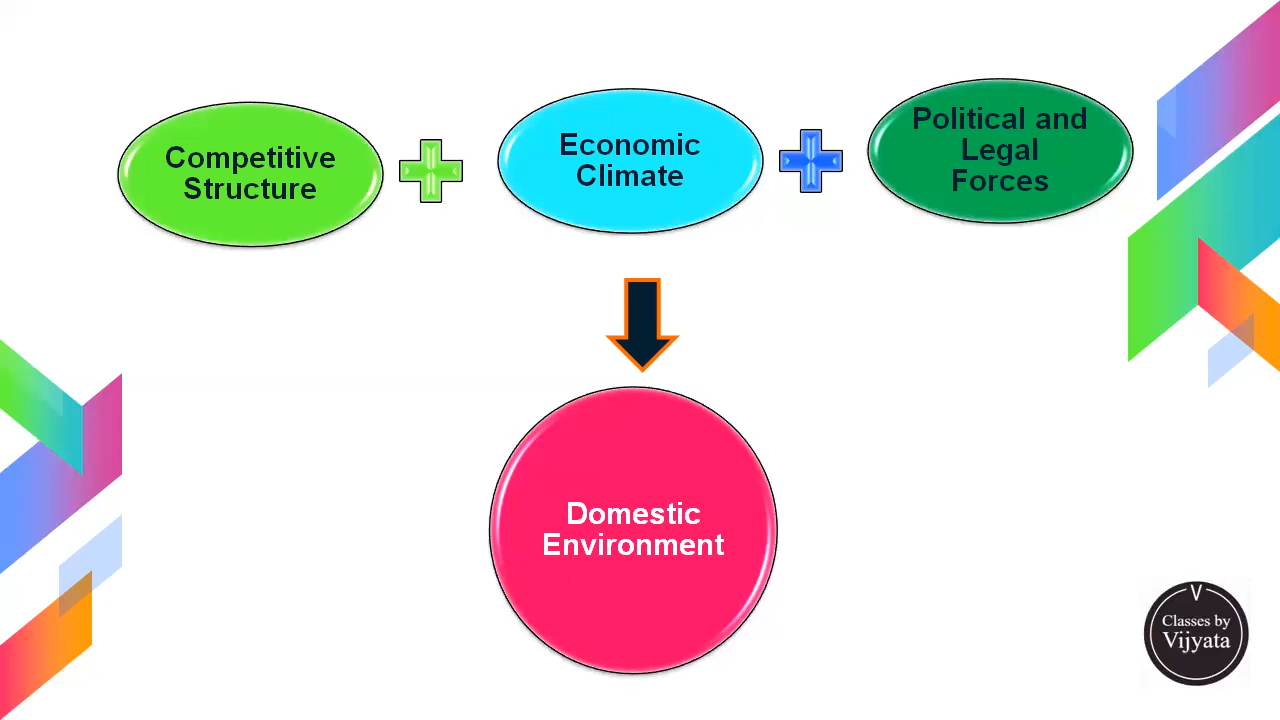 Competitive
Structure
Economic
Climate
Political and
Legal
Forces
Domestic
Environment
V
Classes by
Vijyata